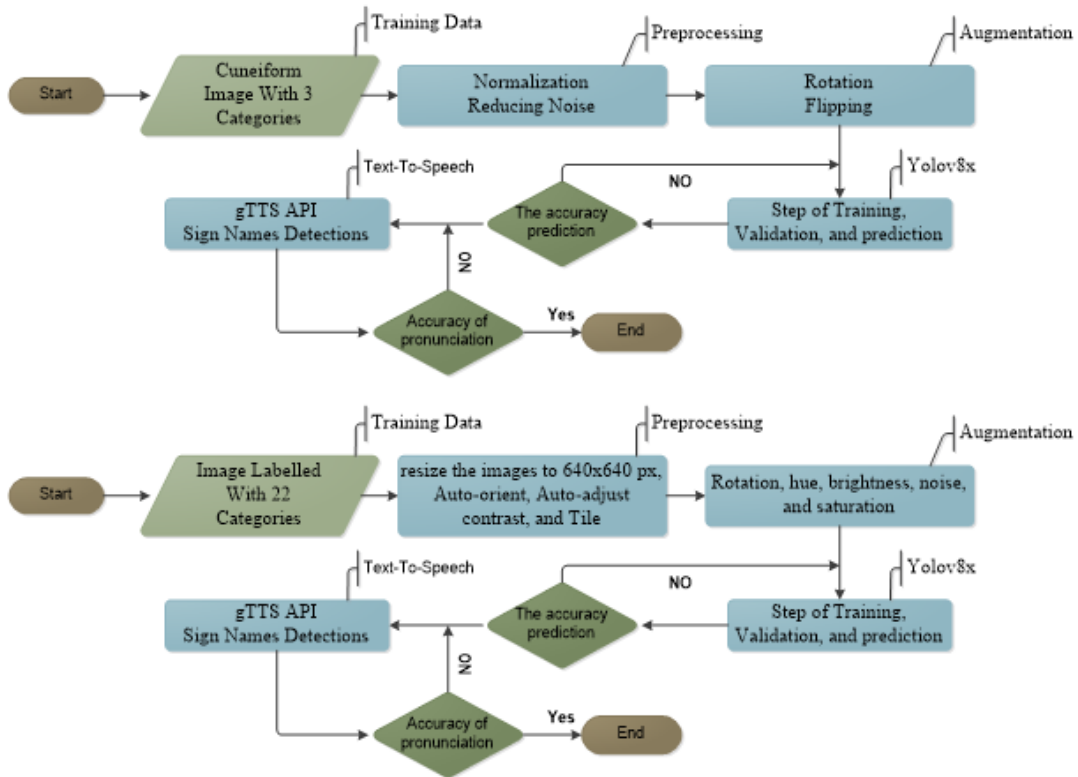 Training Data
Preprocessing
Augmentation
Start
Cuneiform
Image With 3
Categories
Normalization
Reducing Noise
Rotation
Flipping
Text-To-Speech
NO
Yolov8x
gTTS API
Sign Names Detections
The accuracy
prediction
Step of Training,
Validation, and prediction
NO
Accuracy of
pronunciation
Yes
End
Training Data
Preprocessing
Augmentation
Start
Image Labelled
With 22
Categories
resize the images to 640x640 px,
Auto-orient, Auto-adjust
contrast, and Tile
Rotation, hue, brightness, noise,
and saturation
Text-To-Speech
NO
Yolov8x
gTTS API
Sign Names Detections
The accuracy
prediction
Step of Training,
Validation, and prediction
NO
Accuracy of
pronunciation
Yes
End